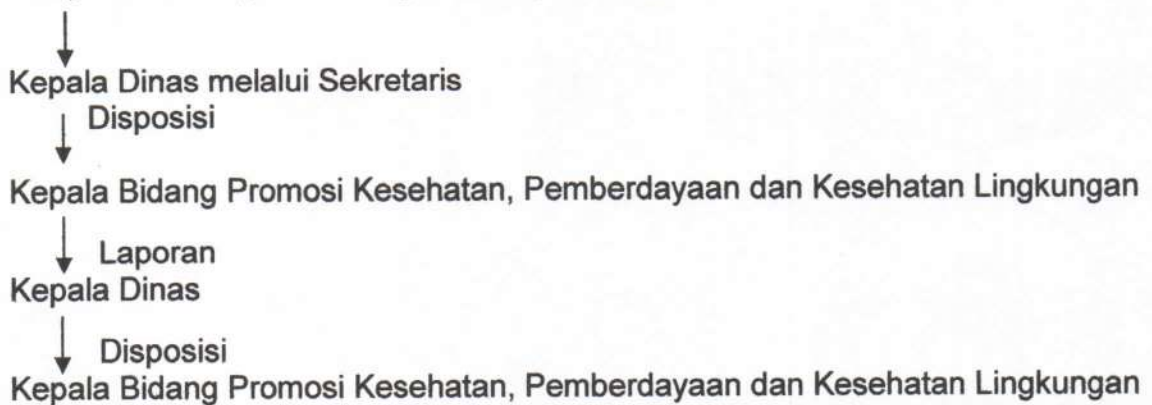 Kepala Dinas melalui Sekretaris
Disposisi
Kepala Bidang Promosi Kesehatan, Pemberdayaan dan Kesehatan Lingkungan
Laporan
Kepala Dinas
Disposisi
Kepala Bidang Promosi Kesehatan, Pemberdayaan dan Kesehatan Lingkungan